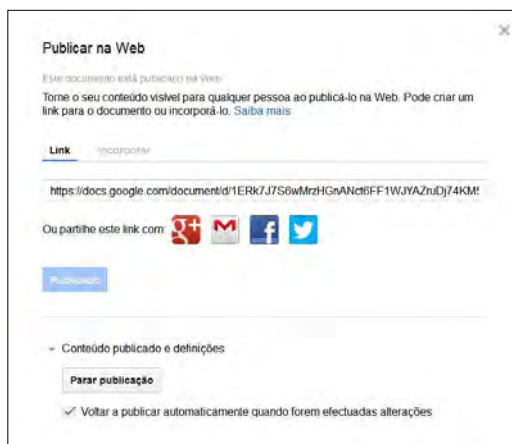 Publicar na Web
Este documento está publicado na Web.
Torne o seu conteúdo visível para qualquer pessoa ao publicá-lo na Web. Pode criar um
link para o documento ou incorporá-lo. Saiba mais
Link Incorporar
https://docs.google.com/document/d/1ERk7J7S6wMrzHGnANct6FF1WJYAZruDj74KM
Ou partilhe este link com:
Publicado
Conteúdo publicado e definições
Parar publicação
Voltar a publicar automaticamente quando forem efectuadas alterações